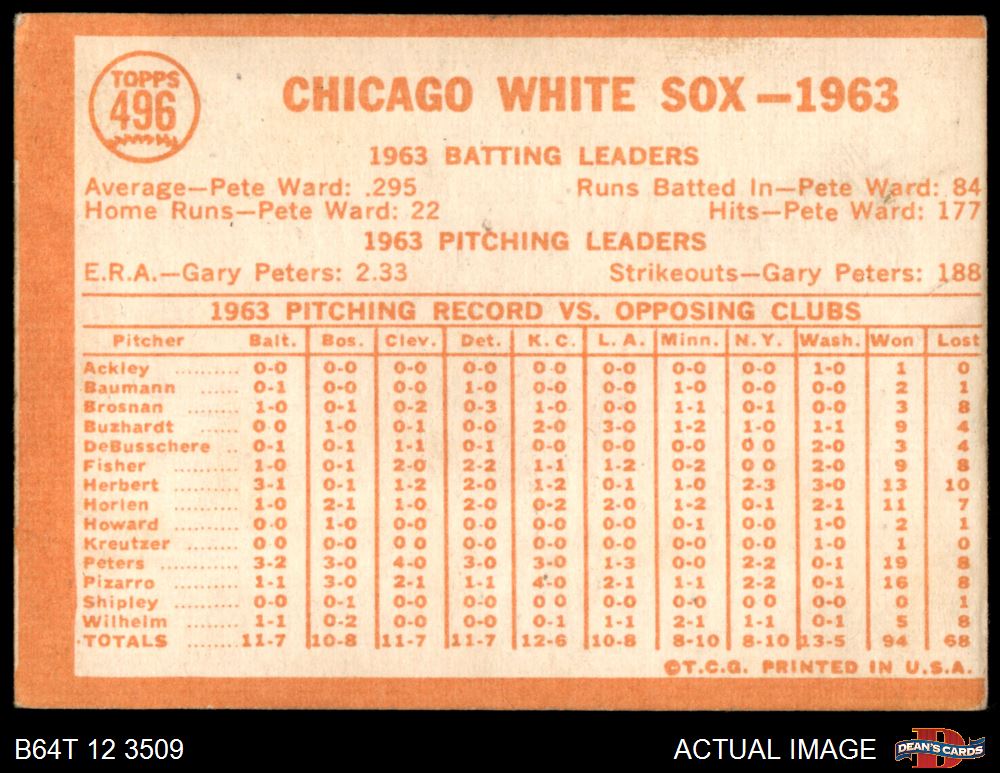 TOPPS
496
CHICAGO WHITE SOX—1963
1963 BATTING LEADERS
Average—Pete Ward: .295 Runs Batted In—Pete Ward: 84
Home Runs—Pete Ward: 22 Hits—Pete Ward: 177
1963 PITCHING LEADERS
E.R.A.—Gary Peters: 2.33 Strikeouts—Gary Peters: 188
1963 PITCHING RECORD VS. OPPOSING CLUBS
Pitcher Balt. Bos. Clev. Det. K.C. L.A. Minn. N.Y. Wash. Won Lost
Ackley ......... 0-0 0-0 0-0 0-0 0-0 0-0 0-0 0-0 1-0 1 0
Baumann ...... 0-1 0-0 0-0 1-0 0-0 0-0 1-0 0-0 0-0 2 1
Brosnan ........ 1-0 0-1 0-2 0-3 1-0 0-0 1-1 0-1 0-0 3 8
Buzhardt ...... 0-0 1-0 0-1 0-0 2-0 3-0 1-2 1-0 1-1 9 4
DeBusschere .. 0-1 0-1 1-1 0-1 0-0 0-0 0-0 0 0 2-0 3 4
Fisher .......... 1-0 0-1 2-0 2-2 1-1 1-2 0-2 0 0 2-0 9 8
Herbert ......... 3-1 0-1 1-2 2-0 1-2 0-1 1-0 2-3 3-0 13 10
Horlen .......... 1-0 2-1 1-0 2-0 0-2 2-0 1-2 0-1 2-1 11 7
Howard ......... 0-0 1-0 0-0 0-0 0-0 0-0 0-1 0-0 1-0 2 1
Kreutzer ........ 0 0 0-0 0 0 0-0 0-0 0-0 0-0 0-0 1-0 1 0
Peters .......... 3-2 3-0 4-0 3-0 3-0 1-3 0-0 2-2 0-1 19 8
Pizarro .......... 1-1 3-0 2-1 1-1 4-0 2-1 1-1 2-2 0-1 16 8
Shipley .......... 0-0 0-1 0-0 0-0 0 0 0-0 0-0 0 0 0-0 0 1
Wilhelm ........ 1-1 0-2 0-0 0-0 0-1 1-1 2-1 1-1 0-1 5 8
TOTALS ....... 11-7 10-8 11-7 11-7 12-6 10-8 8-10 8-10 13-5 94 68
©T.C.G. PRINTED IN U.S.A.
B64T 12 3509 ACTUAL IMAGE DEAN'S CARDS